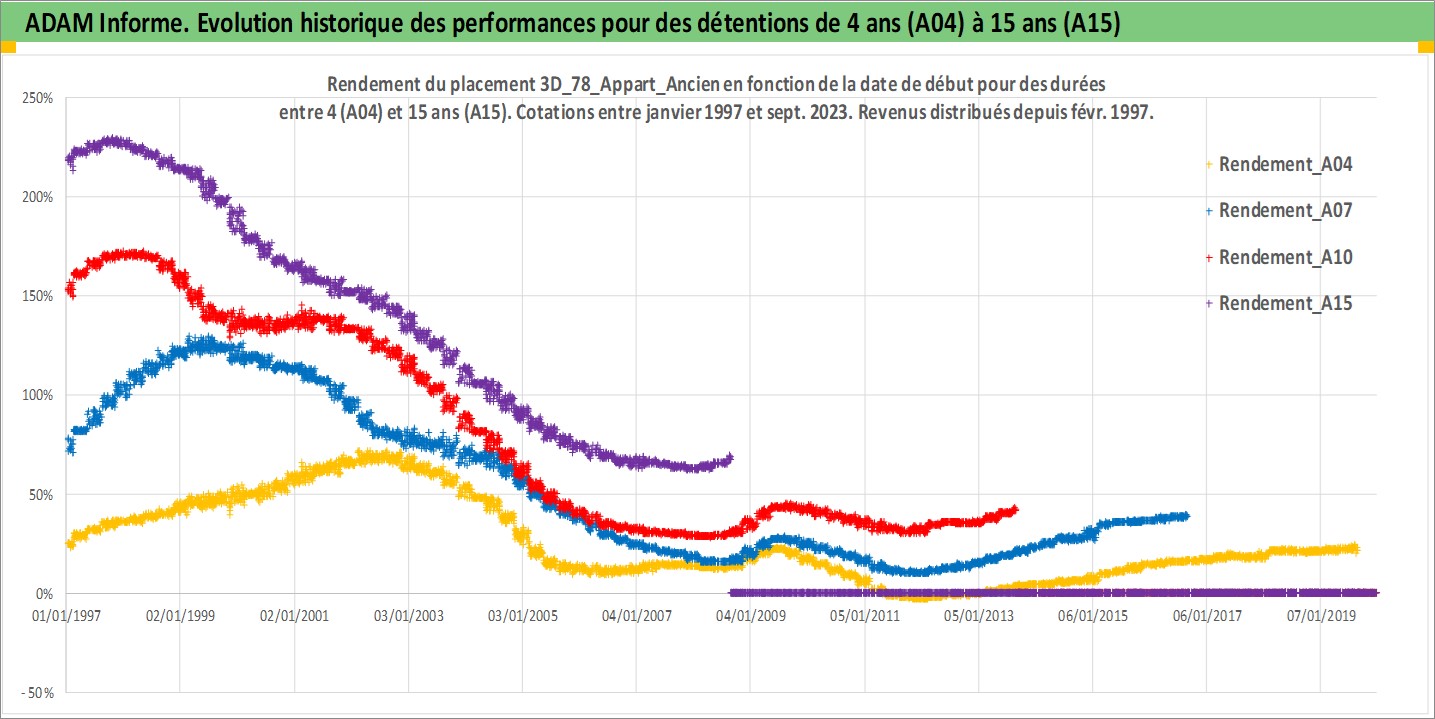 ADAM Informe. Evolution historique des performances pour des détentions de 4 ans (A04) à 15 ans (A15)
Rendement du placement 3D_78_Appart_Ancien en fonction de la date de début pour des durées
entre 4 (A04) et 15 ans (A15). Cotations entre janvier 1997 et sept. 2023. Revenus distribués depuis févr. 1997.
250%
200%
150%
100%
50%
0%
-50%
Rendement_A04
Rendement_A07
Rendement_A10
Rendement_A15
01/01/1997 02/01/1999 02/01/2001 03/01/2003 03/01/2005 04/01/2007 04/01/2009 05/01/2011 05/01/2013 06/01/2015 06/01/2017 07/01/2019